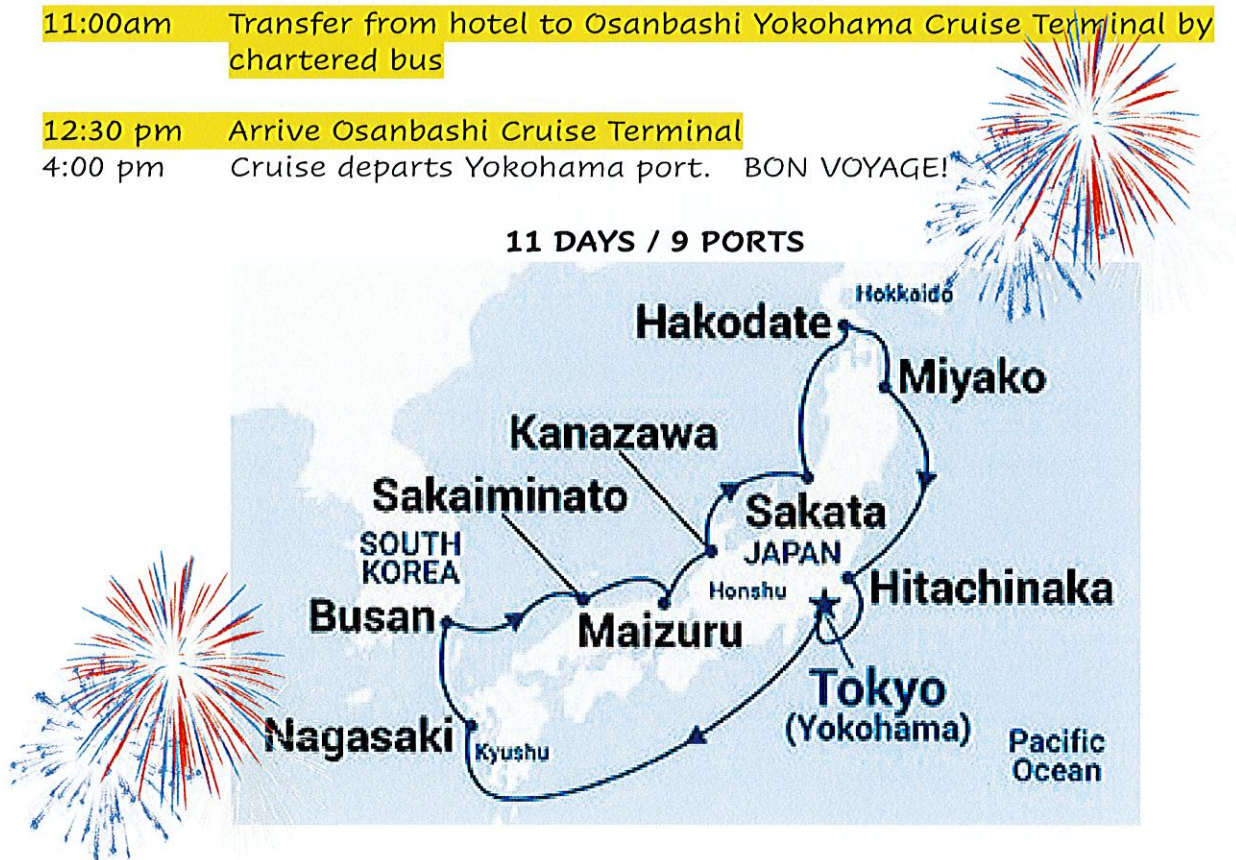 11:00am Transfer from hotel to Osanbashi Yokohama Cruise Terminal by
chartered bus
12:30 pm Arrive Osanbashi Cruise Terminal
4:00 pm Cruise departs Yokohama port. BON VOYAGE!
11 DAYS / 9 PORTS
Hokkaido
Hakodate
Miyako
Kanazawa
Sakaiminato
Sakata
SOUTH
KOREA
JAPAN
Honshu
Hitachinaka
Busan
Maizuru
Tokyo
(Yokohama)
Nagasaki
Kyushu
Pacific
Ocean